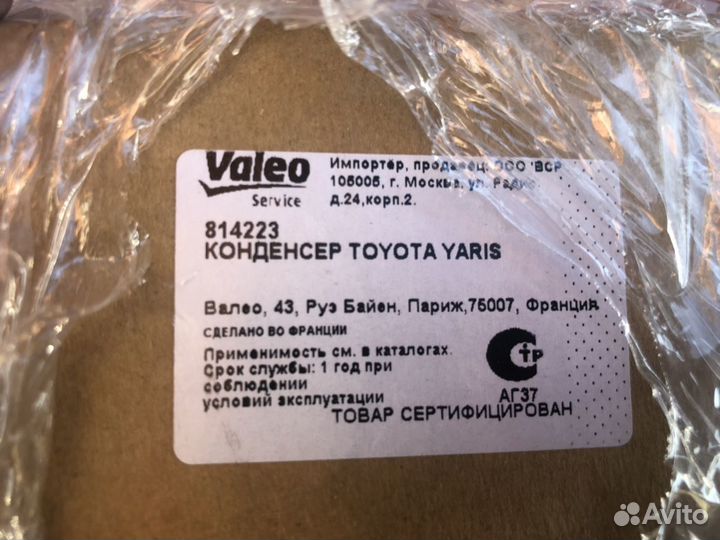 Valeo
Service
Импортер, продавец: ООО 'ВСР
105005, г. Москва, ул. Радио,
д.24,корп.2.
814223
КОНДЕНСЕР TOYOTA YARIS
Валео, 43, Руэ Байен, Париж,75007, Франция
СДЕЛАНО ВО ФРАНЦИИ
Применимость см. в каталогах.
Срок службы: 1 год при
соблюдении
условий эксплуатации
АГ37
ТОВАР СЕРТИФИЦИРОВАН
Avito